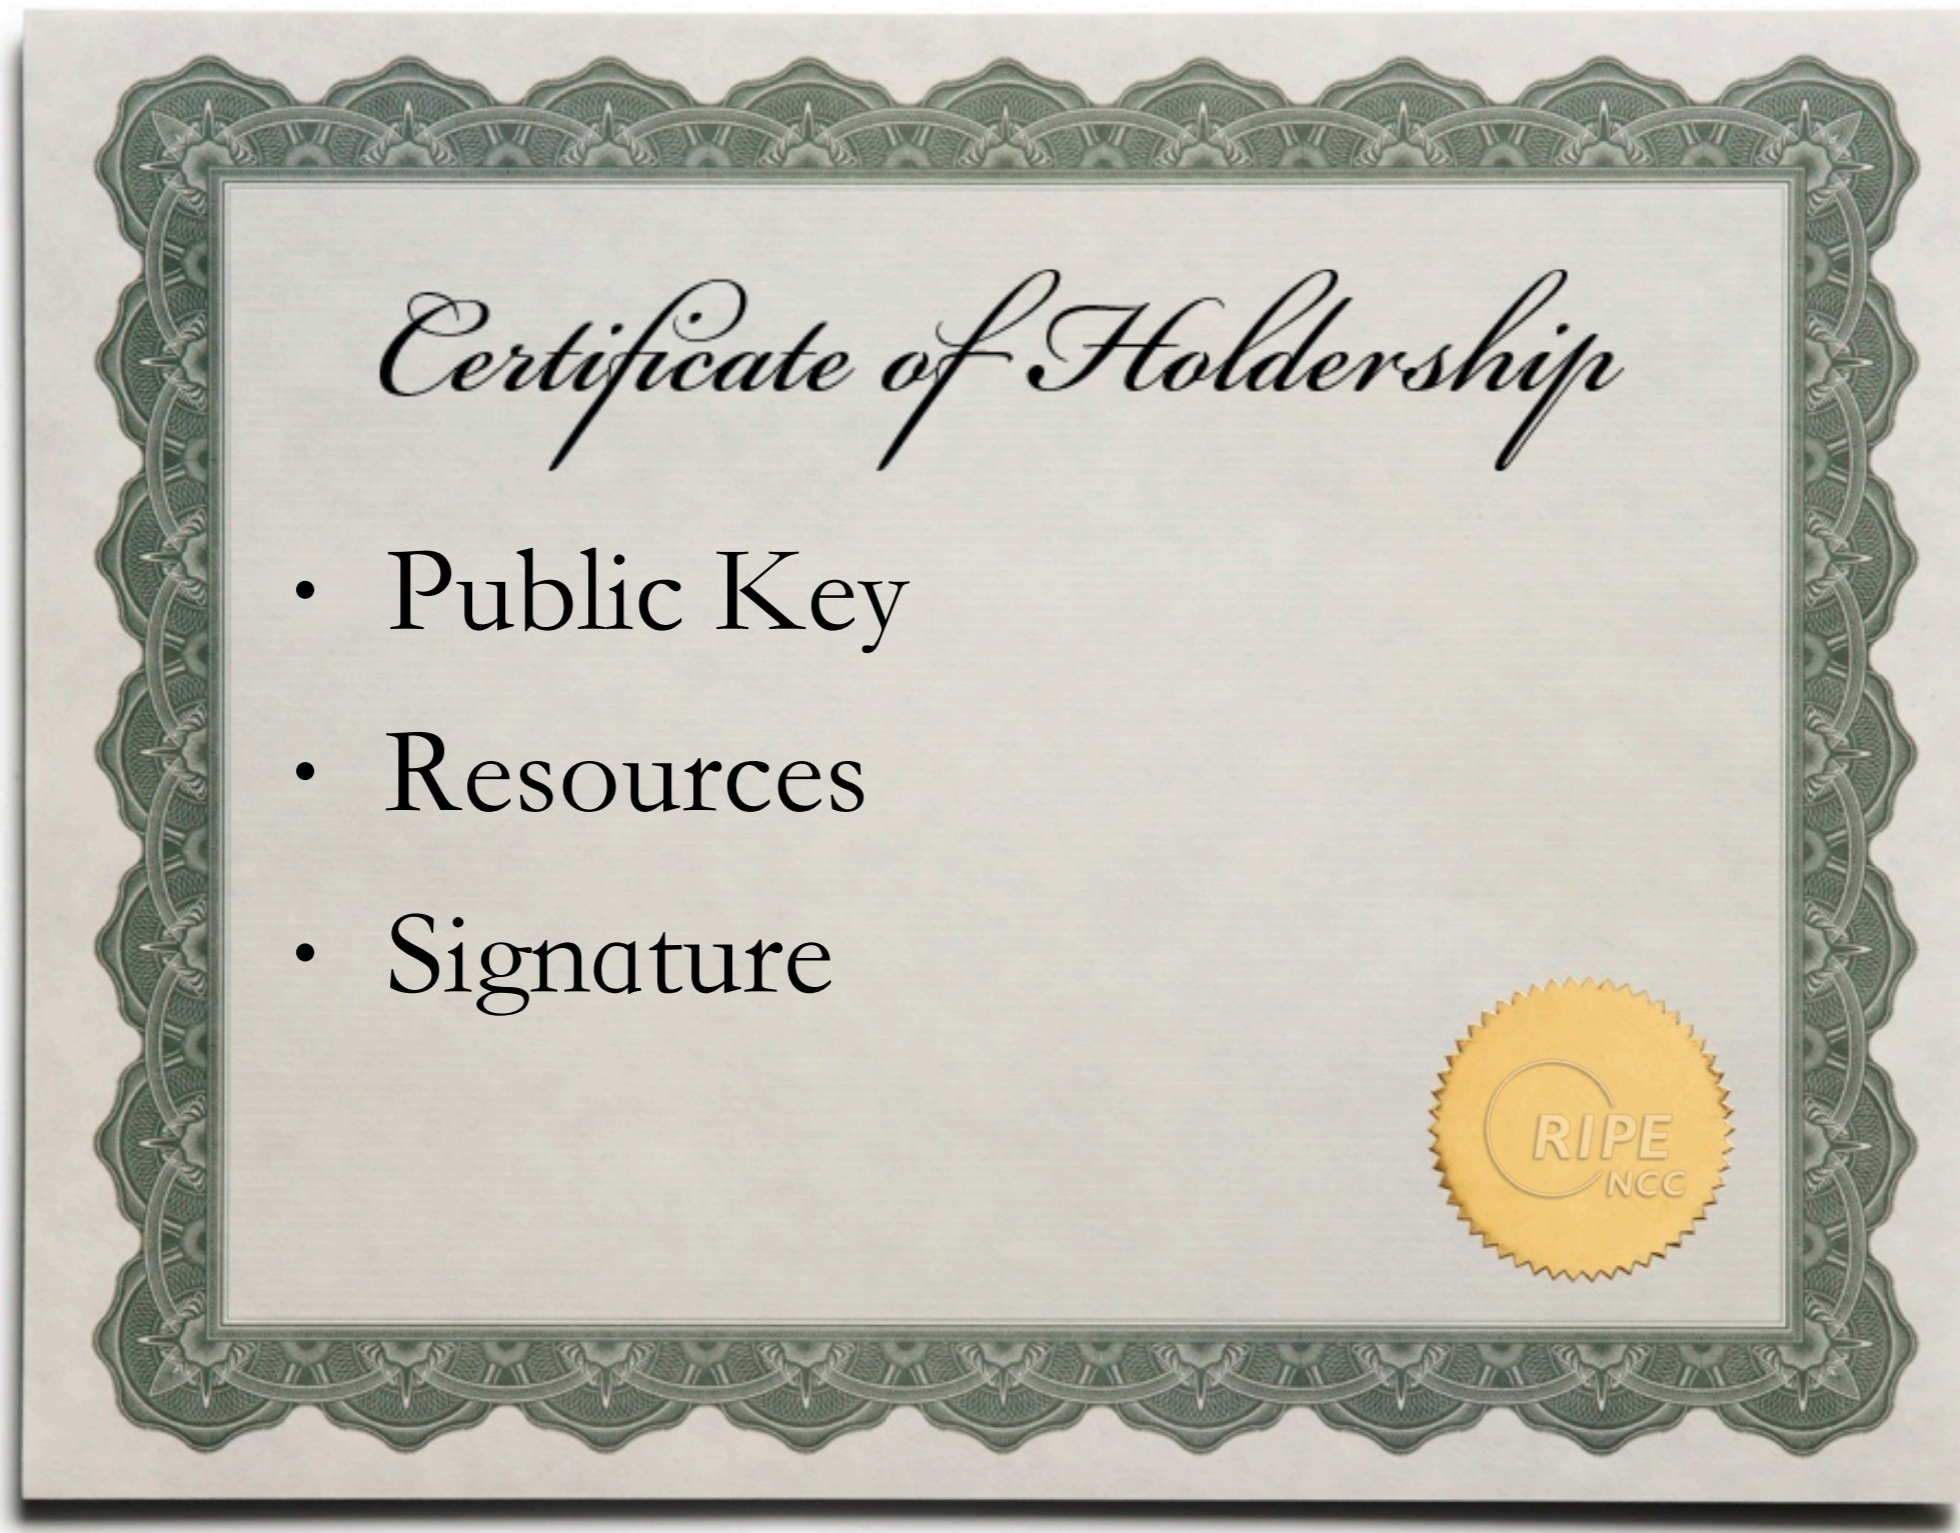 Certificate of Holdership
• Public Key
• Resources
• Signature
RIPE
NCC